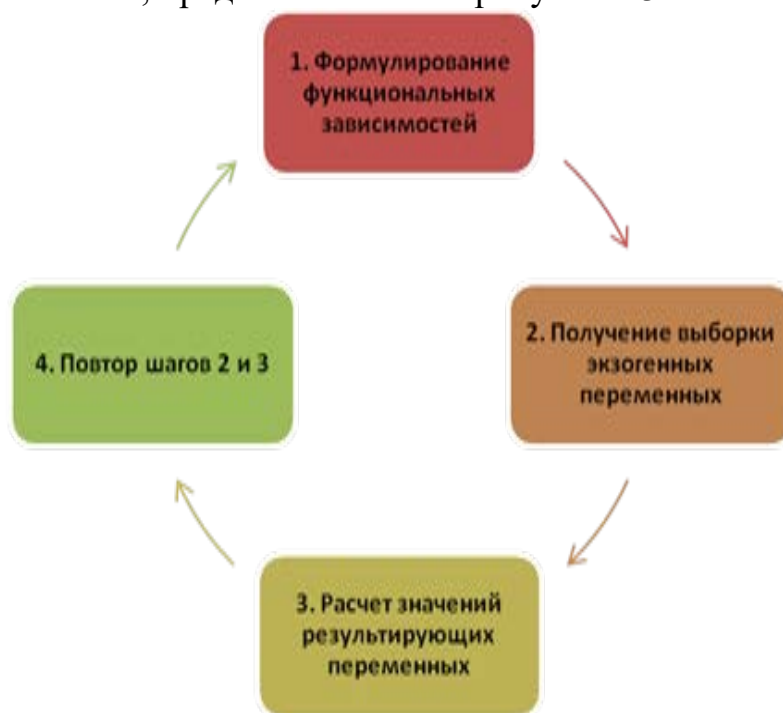 1. Формулирование
функциональных
зависимостей
2. Получение выборки
экзогенных
переменных
3. Расчет значений
результирующих
переменных
4. Повтор шагов 2 и 3